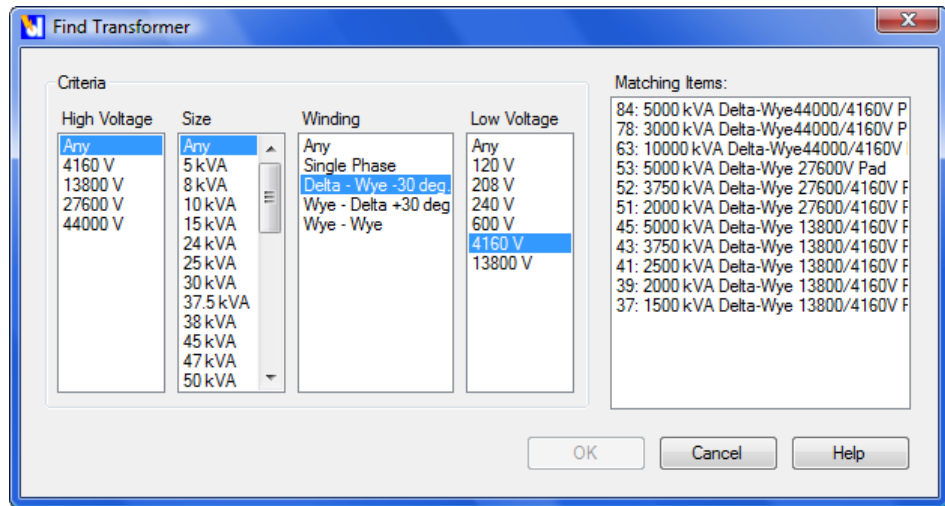 Find Transformer
Criteria
High Voltage
Any
4160 V
13800 V
27600 V
44000 V
Size
Any
5 kVA
8 kVA
10 kVA
15 kVA
24 kVA
25 kVA
30 kVA
37.5 kVA
38 kVA
45 kVA
47 kVA
50 kVA
Winding
Any
Single Phase
Delta - Wye -30 deg.
Wye - Delta +30 deg
Wye - Wye
Low Voltage
Any
120 V
208 V
240 V
600 V
4160 V
13800 V
Matching Items:
84: 5000 kVA Delta-Wye44000/4160V P
78: 3000 kVA Delta-Wye44000/4160V P
63: 10000 kVA Delta-Wye44000/4160V
53: 5000 kVA Delta-Wye 27600V Pad
52: 3750 kVA Delta-Wye 27600/4160V F
51: 2000 kVA Delta-Wye 27600/4160V F
45: 5000 kVA Delta-Wye 13800/4160V F
43: 3750 kVA Delta-Wye 13800/4160V F
41: 2500 kVA Delta-Wye 13800/4160V F
39: 2000 kVA Delta-Wye 13800/4160V F
37: 1500 kVA Delta-Wye 13800/4160V F
OK
Cancel
Help